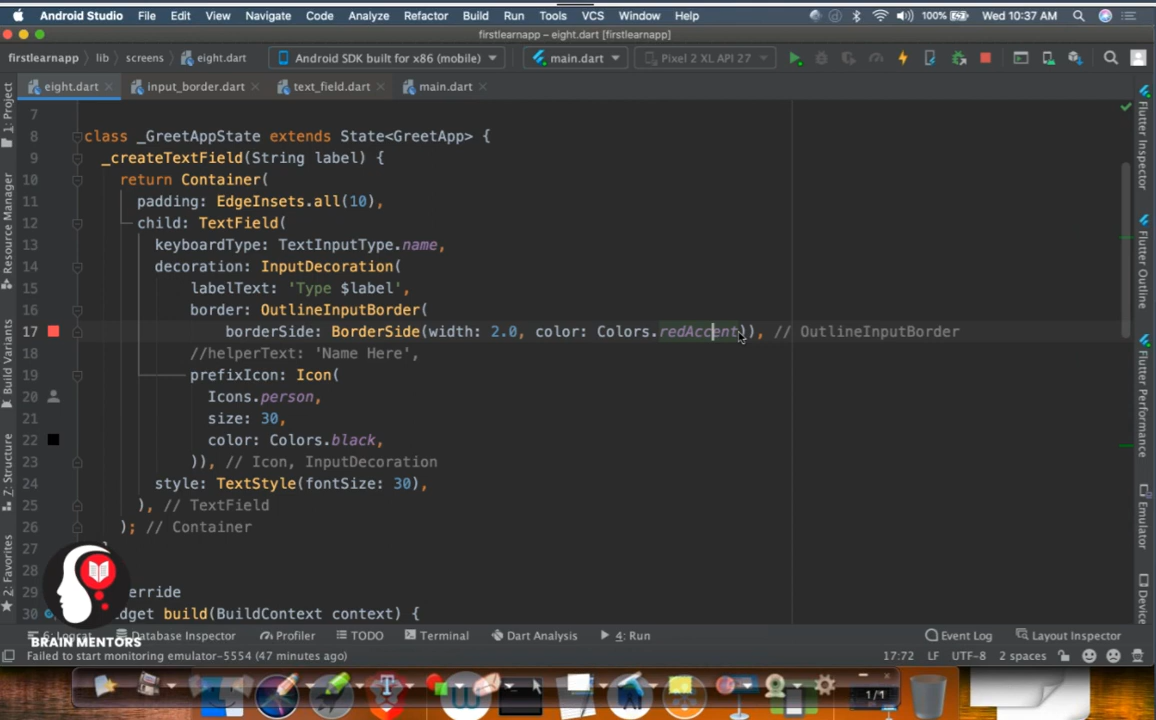 Android Studio File Edit View Navigate Code Analyze Refactor Build Run Tools VCS Window Help 100% Wed 10:37 AM
firstlearnapp – eight.dart [firstlearnapp]
firstlearnapp lib screens eight.dart Android SDK built for x86 (mobile) main.dart Pixel 2 XL API 27
eight.dart input_border.dart text_field.dart main.dart
7
8 class _GreetAppState extends State<GreetApp> {
9 _createTextField(String label) {
10 return Container(
11 padding: EdgeInsets.all(10),
12 child: TextField(
13 keyboardType: TextInputType.name,
14 decoration: InputDecoration(
15 labelText: 'Type $label',
16 border: OutlineInputBorder(
17 borderSide: BorderSide(width: 2.0, color: Colors.redAccent)), // OutlineInputBorder
18 //helperText: 'Name Here',
19 prefixIcon: Icon(
20 Icons.person,
21 size: 30,
22 color: Colors.black,
23 )), // Icon, InputDecoration
24 style: TextStyle(fontSize: 30),
25 ), // TextField
26 ); // Container
27
28
29 erride
30 dget build(BuildContext context) {
1: Project
Resource Manager
Build Variants
7: Structure
2: Favorites
Flutter Inspector
Flutter Outline
Flutter Performance
Emulator
Device
BRAIN MENTORS
Database Inspector Profiler TODO Terminal Dart Analysis 4: Run Event Log Layout Inspector
Failed to start monitoring emulator-5554 (47 minutes ago) 17:72 LF UTF-8 2 spaces
1/1